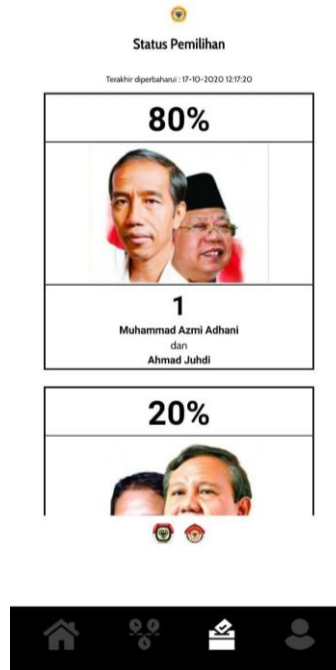 Status Pemilihan
Terakhir diperbaharui : 17-10-2020 12:17:20
80%
1
Muhammad Azmi Adhani
dan
Ahmad Juhdi
20%